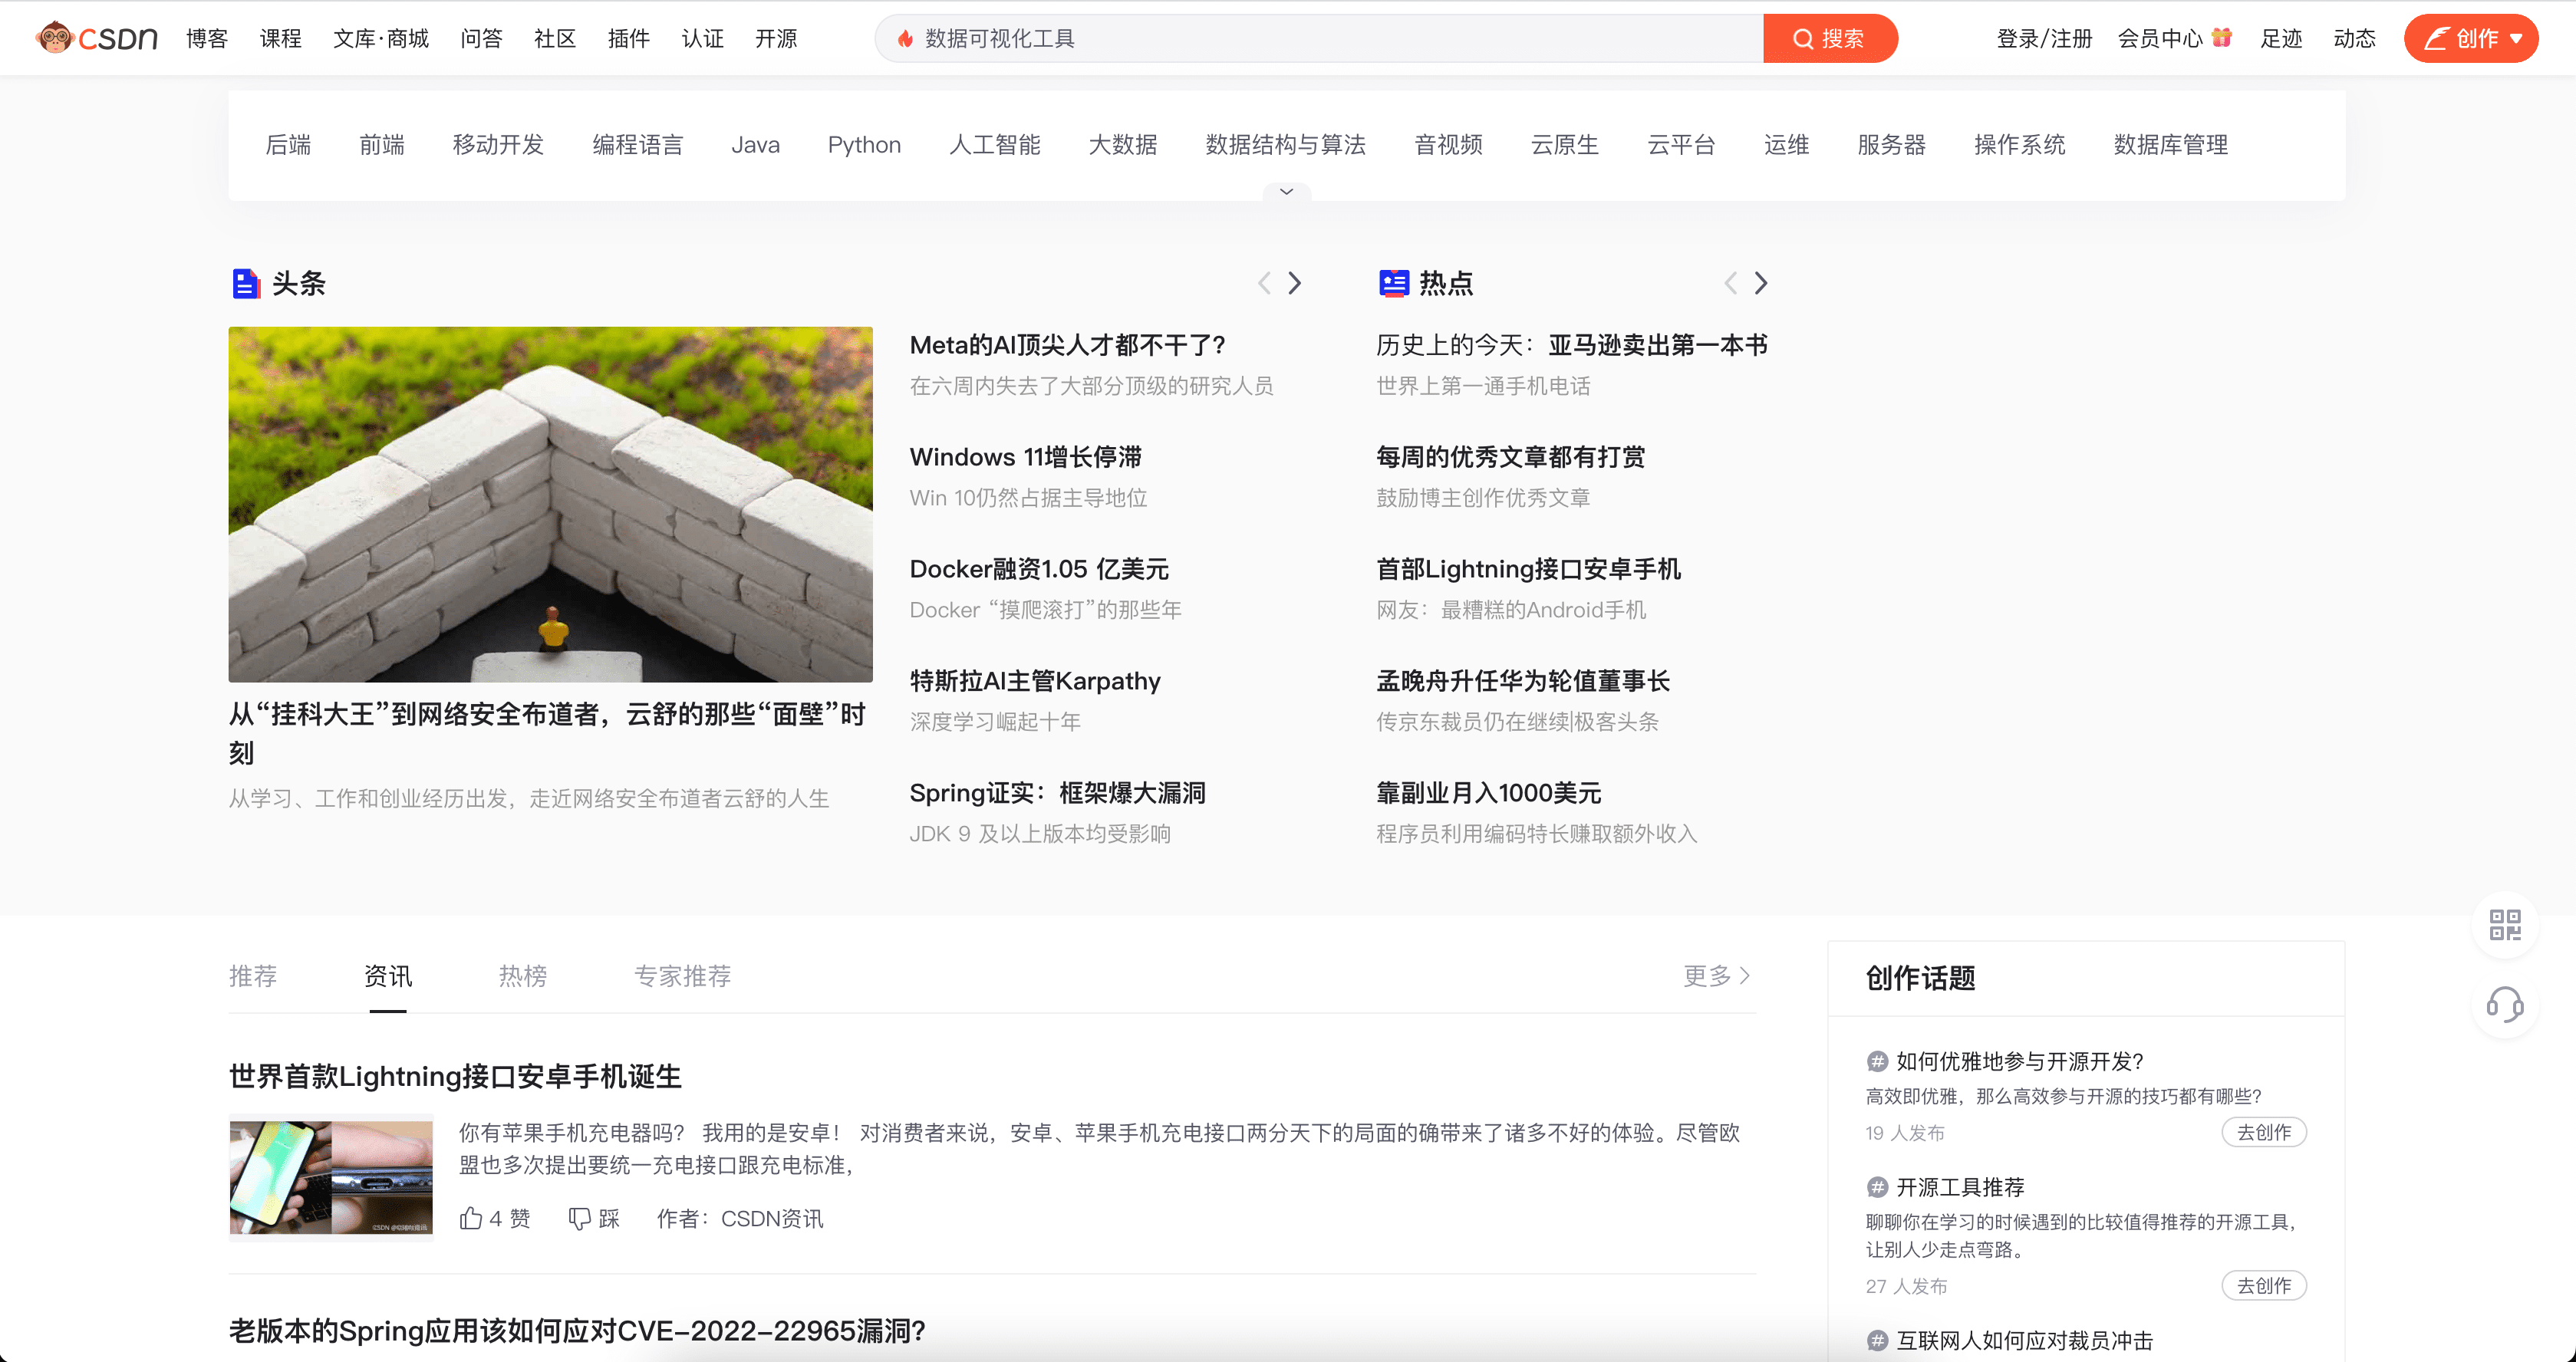 CSDN 博客 课程 文库·商城 问答 社区 插件 认证 开源 数据可视化工具 搜索 登录/注册 会员中心 足迹 动态 创作
后端 前端 移动开发 编程语言 Java Python 人工智能 大数据 数据结构与算法 音视频 云原生 云平台 运维 服务器 操作系统 数据库管理
头条
从“挂科大王”到网络安全布道者，云舒的那些“面壁”时
刻
从学习、工作和创业经历出发，走近网络安全布道者云舒的人生
Meta的AI顶尖人才都不干了?
在六周内失去了大部分顶级的研究人员
Windows 11增长停滞
Win 10仍然占据主导地位
Docker融资1.05 亿美元
Docker “摸爬滚打”的那些年
特斯拉AI主管Karpathy
深度学习崛起十年
Spring证实：框架爆大漏洞
JDK 9 及以上版本均受影响
热点
历史上的今天：亚马逊卖出第一本书
世界上第一通手机电话
每周的优秀文章都有打赏
鼓励博主创作优秀文章
首部Lightning接口安卓手机
网友：最糟糕的Android手机
孟晚舟升任华为轮值董事长
传京东裁员仍在继续|极客头条
靠副业月入1000美元
程序员利用编码特长赚取额外收入
推荐 资讯 热榜 专家推荐 更多
世界首款Lightning接口安卓手机诞生
你有苹果手机充电器吗？ 我用的是安卓！ 对消费者来说，安卓、苹果手机充电接口两分天下的局面的确带来了诸多不好的体验。尽管欧
盟也多次提出要统一充电接口跟充电标准，
4 赞 踩 作者：CSDN资讯
老版本的Spring应用该如何应对CVE-2022-22965漏洞?
创作话题
# 如何优雅地参与开源开发?
高效即优雅，那么高效参与开源的技巧都有哪些?
19 人发布 去创作
# 开源工具推荐
聊聊你在学习的时候遇到的比较值得推荐的开源工具，
让别人少走点弯路。
27 人发布 去创作
# 互联网人如何应对裁员冲击